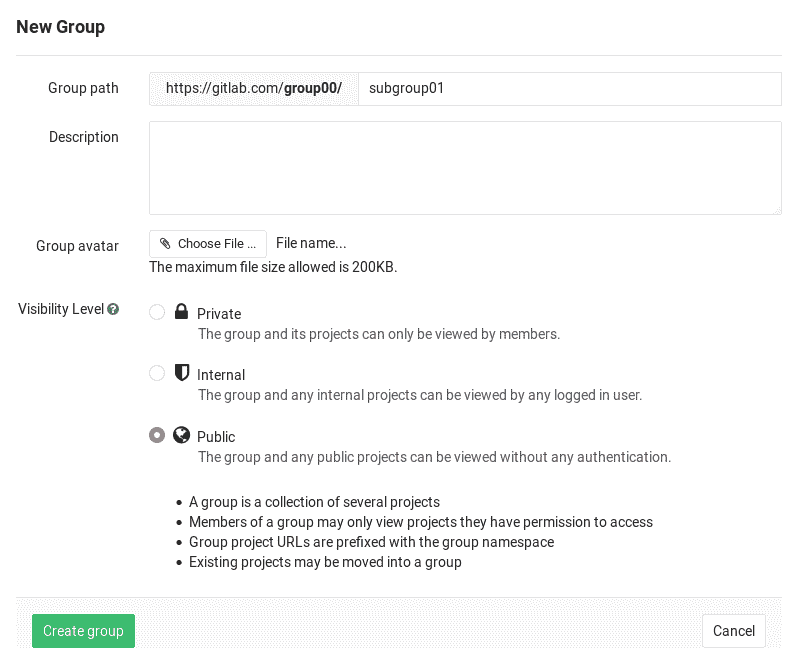 New Group
Group path https://gitlab.com/group00/ subgroup01
Description
Group avatar Choose File ... File name...
The maximum file size allowed is 200KB.
Visibility Level ? Private
The group and its projects can only be viewed by members.
Internal
The group and any internal projects can be viewed by any logged in user.
Public
The group and any public projects can be viewed without any authentication.
• A group is a collection of several projects
• Members of a group may only view projects they have permission to access
• Group project URLs are prefixed with the group namespace
• Existing projects may be moved into a group
Create group Cancel